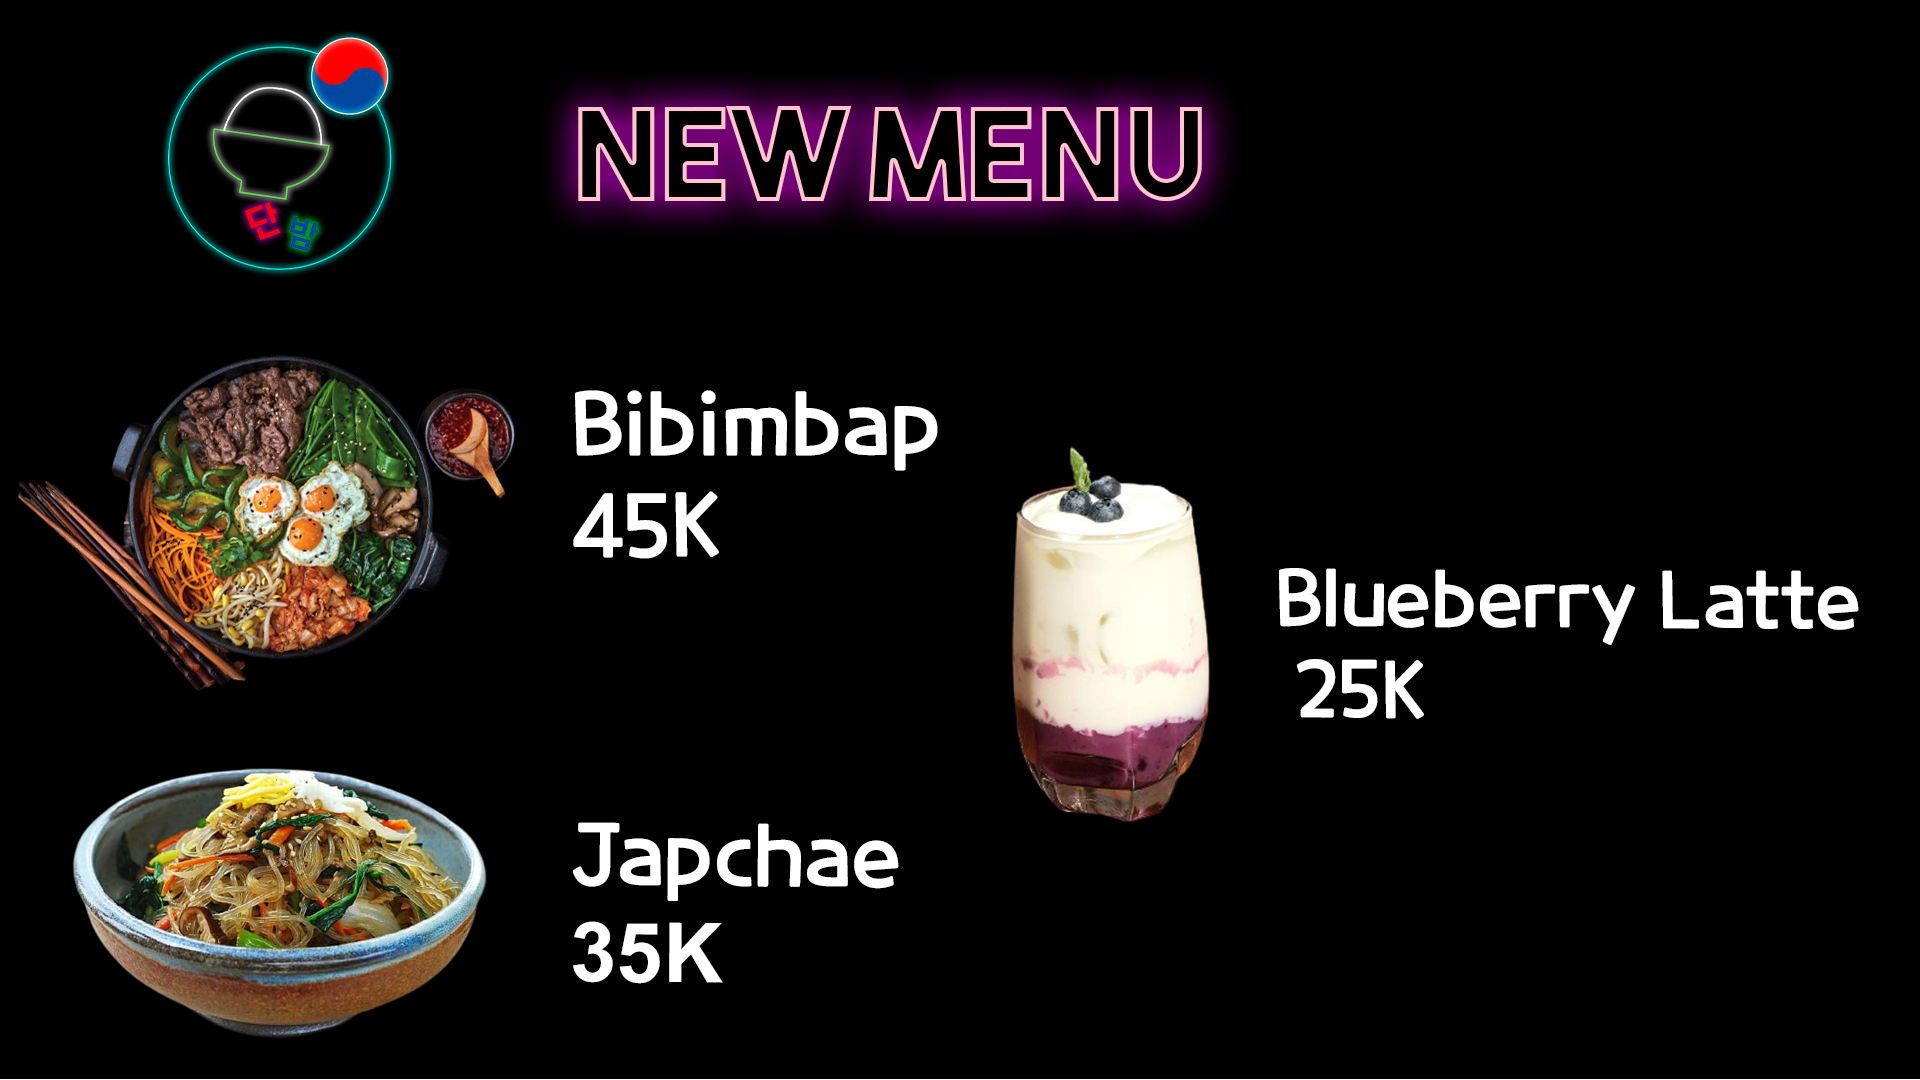 단밤
NEW MENU
Bibimbap
45K
Blueberry Latte
25K
Japchae
35K